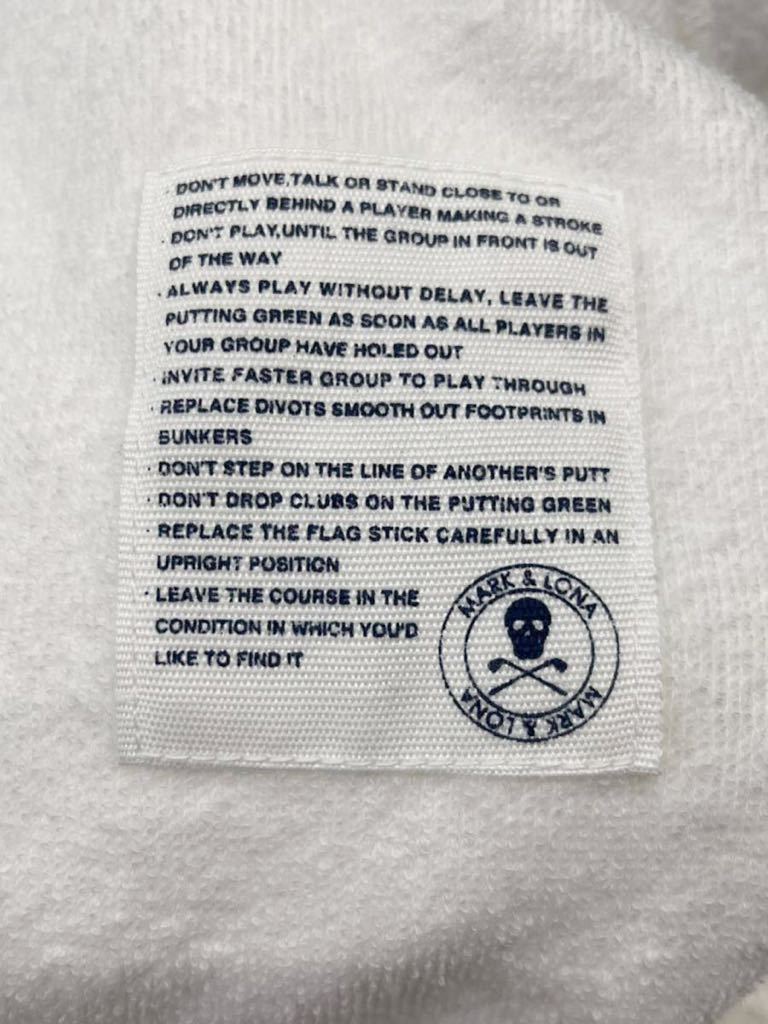 · DON'T MOVE,TALK OR STAND CLOSE TO OR
DIRECTLY BEHIND A PLAYER MAKING A STROKE
· DON'T PLAY,UNTIL THE GROUP IN FRONT IS OUT
OF THE WAY
· ALWAYS PLAY WITHOUT DELAY, LEAVE THE
PUTTING GREEN AS SOON AS ALL PLAYERS IN
YOUR GROUP HAVE HOLED OUT
· INVITE FASTER GROUP TO PLAY THROUGH
· REPLACE DIVOTS SMOOTH OUT FOOTPRINTS IN
BUNKERS
· DON'T STEP ON THE LINE OF ANOTHER'S PUTT
· DON'T DROP CLUBS ON THE PUTTING GREEN
· REPLACE THE FLAG STICK CAREFULLY IN AN
UPRIGHT POSITION
· LEAVE THE COURSE IN THE
CONDITION IN WHICH YOU'D
LIKE TO FIND IT
MARK & LONA
MARK & LONA